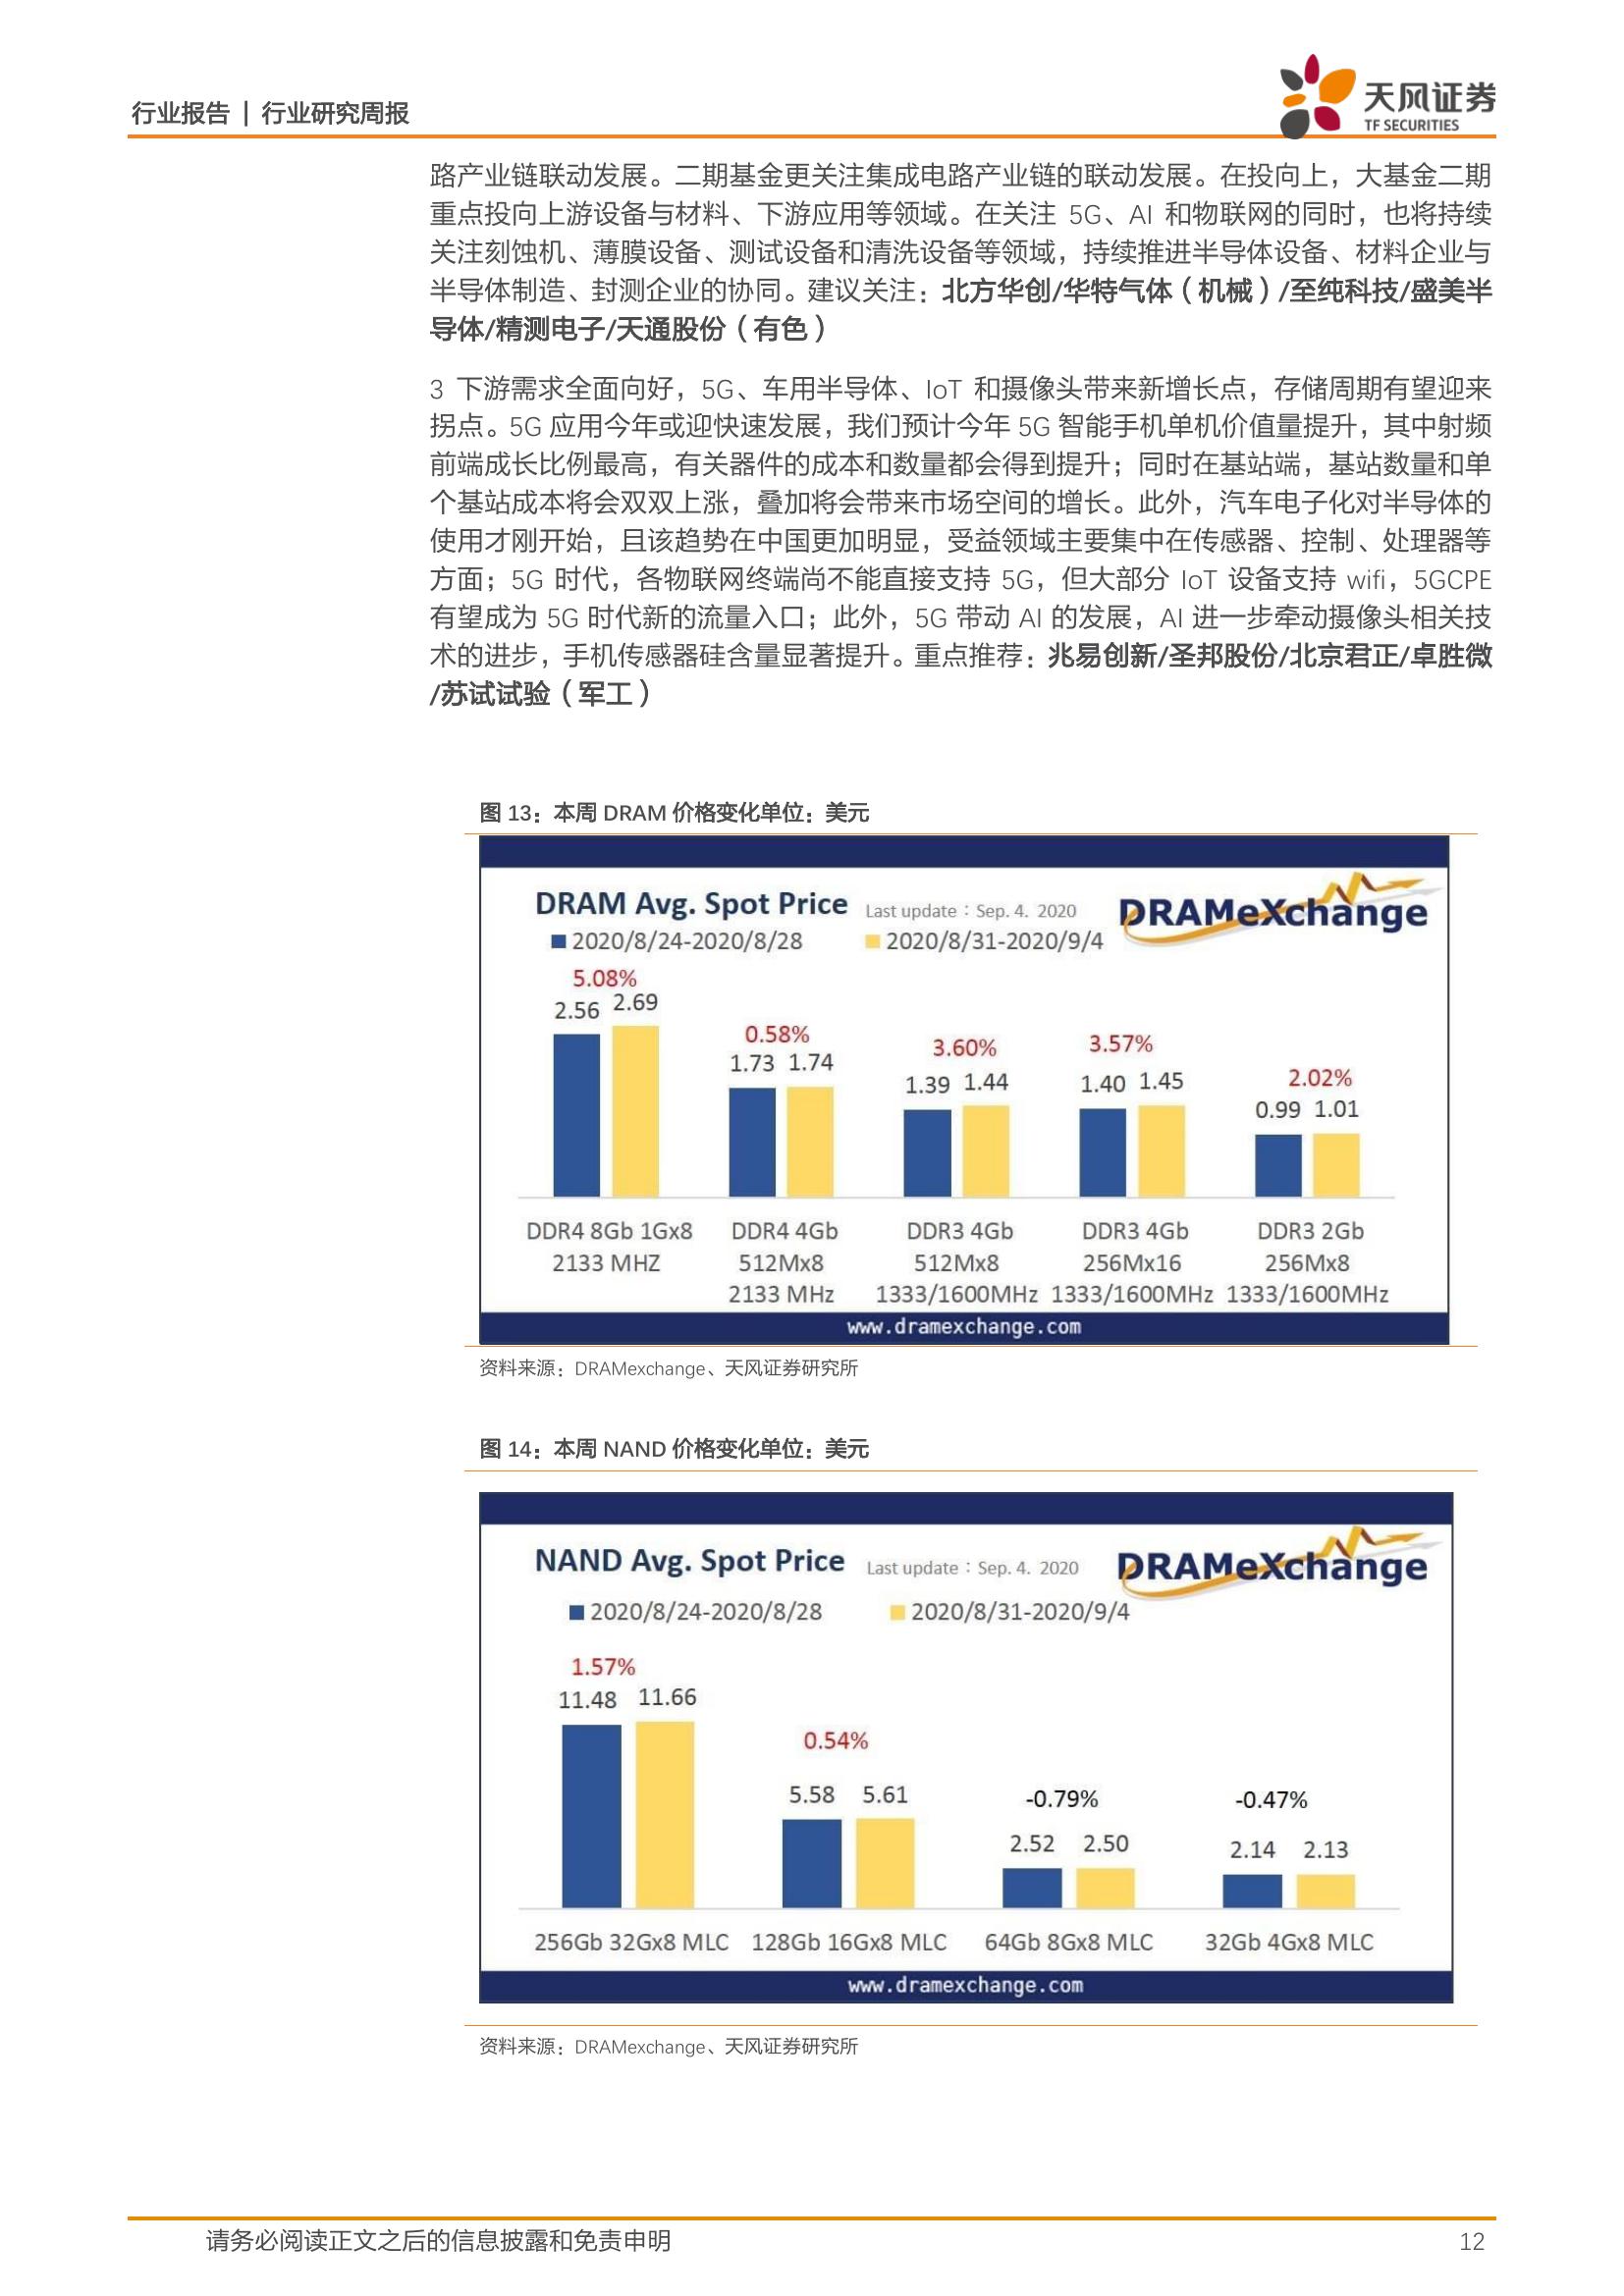 行业报告 | 行业研究周报
天风证券
TF SECURITIES
路产业链联动发展。二期基金更关注集成电路产业链的联动发展。在投向上，大基金二期
重点投向上游设备与材料、下游应用等领域。在关注 5G、AI 和物联网的同时，也将持续
关注刻蚀机、薄膜设备、测试设备和清洗设备等领域，持续推进半导体设备、材料企业与
半导体制造、封测企业的协同。建议关注：北方华创/华特气体（机械）/至纯科技/盛美半
导体/精测电子/天通股份（有色）
3 下游需求全面向好，5G、车用半导体、IoT 和摄像头带来新增长点，存储周期有望迎来
拐点。5G 应用今年或迎快速发展，我们预计今年 5G 智能手机单机价值量提升，其中射频
前端成长比例最高，有关器件的成本和数量都会得到提升；同时在基站端，基站数量和单
个基站成本将会双双上涨，叠加将会带来市场空间的增长。此外，汽车电子化对半导体的
使用才刚开始，且该趋势在中国更加明显，受益领域主要集中在传感器、控制、处理器等
方面；5G 时代，各物联网终端尚不能直接支持 5G，但大部分 IoT 设备支持 wifi，5GCPE
有望成为 5G 时代新的流量入口；此外，5G 带动 AI 的发展，AI 进一步牵动摄像头相关技
术的进步，手机传感器硅含量显著提升。重点推荐：兆易创新/圣邦股份/北京君正/卓胜微
/苏试试验（军工）
图 13：本周 DRAM 价格变化单位：美元
DRAM Avg. Spot Price Last update：Sep. 4. 2020 DRAMeXchange
2020/8/24-2020/8/28 2020/8/31-2020/9/4
5.08%
2.56 2.69
0.58%
1.73 1.74
3.60%
1.39 1.44
3.57%
1.40 1.45
2.02%
0.99 1.01
DDR4 8Gb 1Gx8 DDR4 4Gb DDR3 4Gb DDR3 4Gb DDR3 2Gb
2133 MHZ 512Mx8 512Mx8 256Mx16 256Mx8
2133 MHz 1333/1600MHz 1333/1600MHz 1333/1600MHz
www.dramexchange.com
资料来源：DRAMexchange、天风证券研究所
图 14：本周 NAND 价格变化单位：美元
NAND Avg. Spot Price Last update：Sep. 4. 2020 DRAMeXchange
2020/8/24-2020/8/28 2020/8/31-2020/9/4
1.57%
11.48 11.66
0.54%
5.58 5.61
-0.79%
2.52 2.50
-0.47%
2.14 2.13
256Gb 32Gx8 MLC 128Gb 16Gx8 MLC 64Gb 8Gx8 MLC 32Gb 4Gx8 MLC
www.dramexchange.com
资料来源：DRAMexchange、天风证券研究所
请务必阅读正文之后的信息披露和免责申明 12